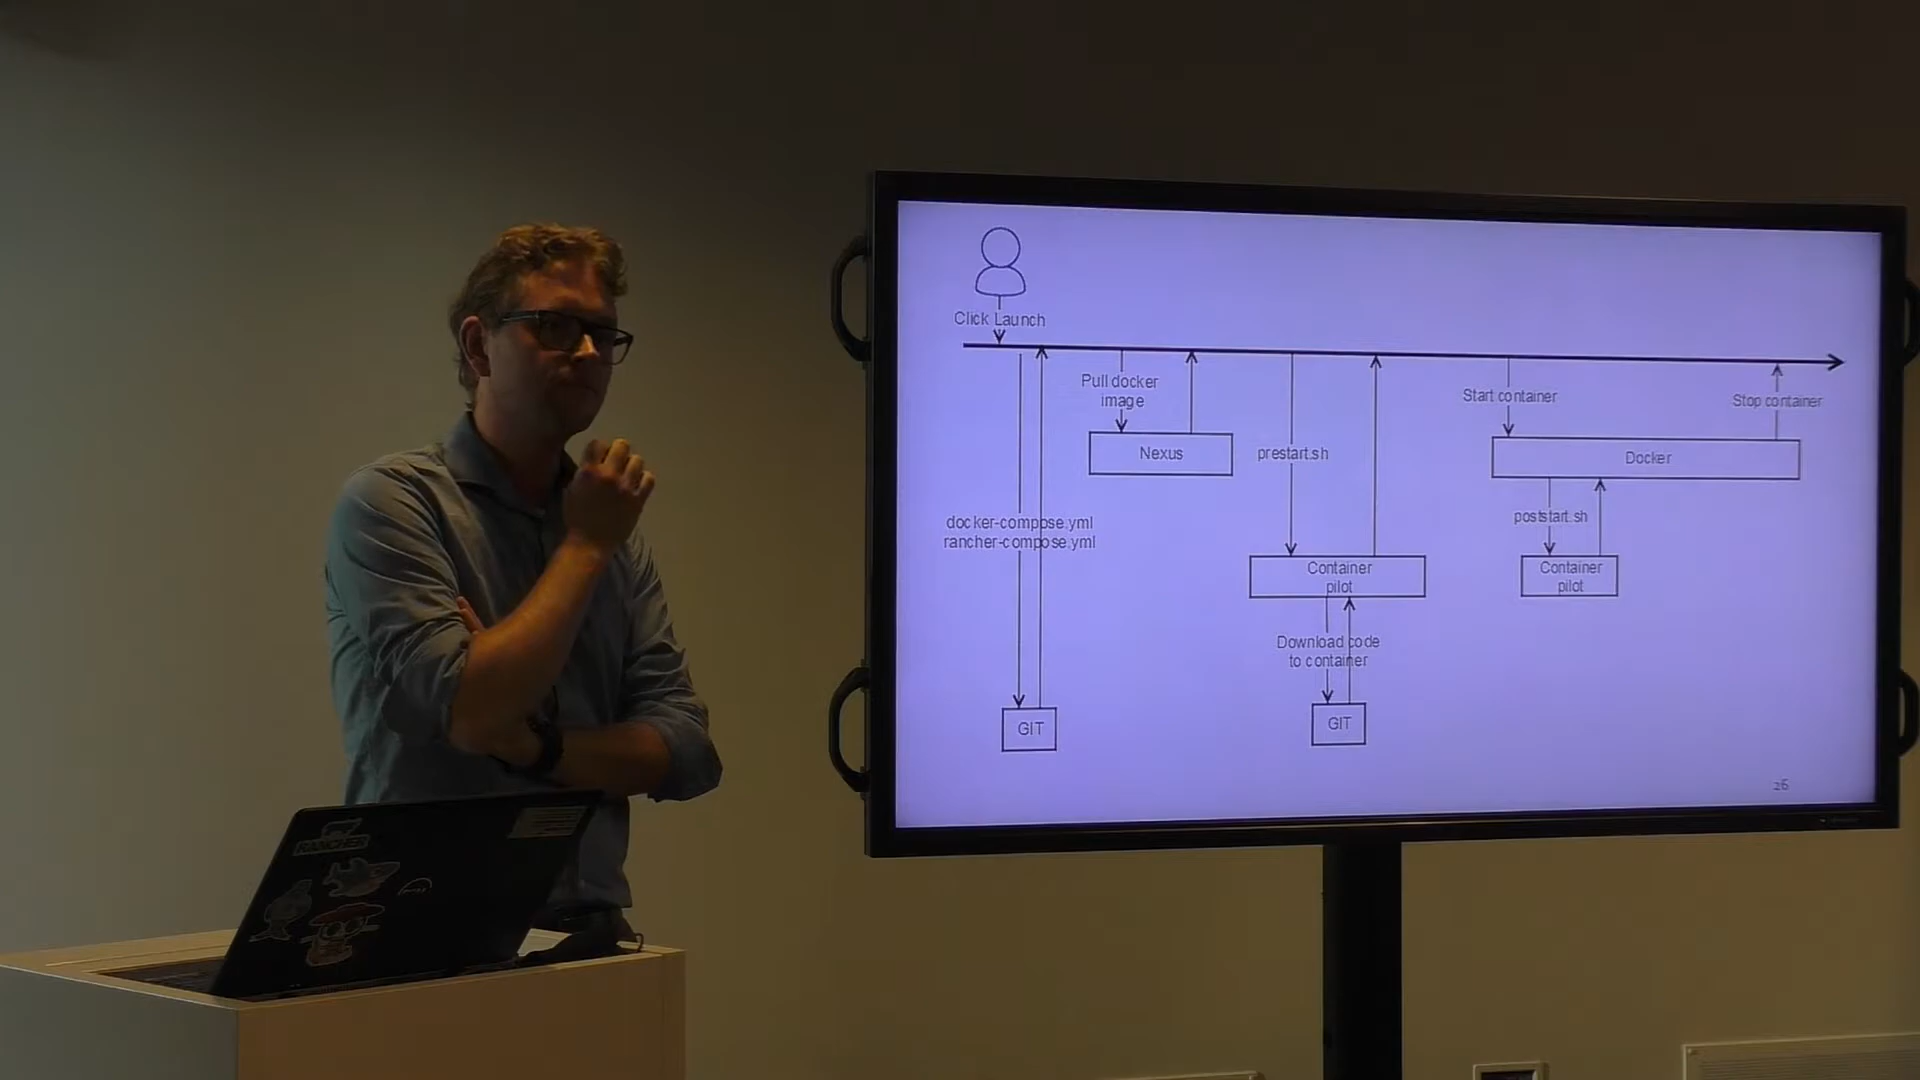 Click Launch
Pull docker
image
Start container
Stop container
Nexus
prestart.sh
Docker
docker-compose.yml
rancher-compose.yml
poststart.sh
Container
pilot
Container
pilot
Download code
to container
GIT
GIT
26
RANCHER